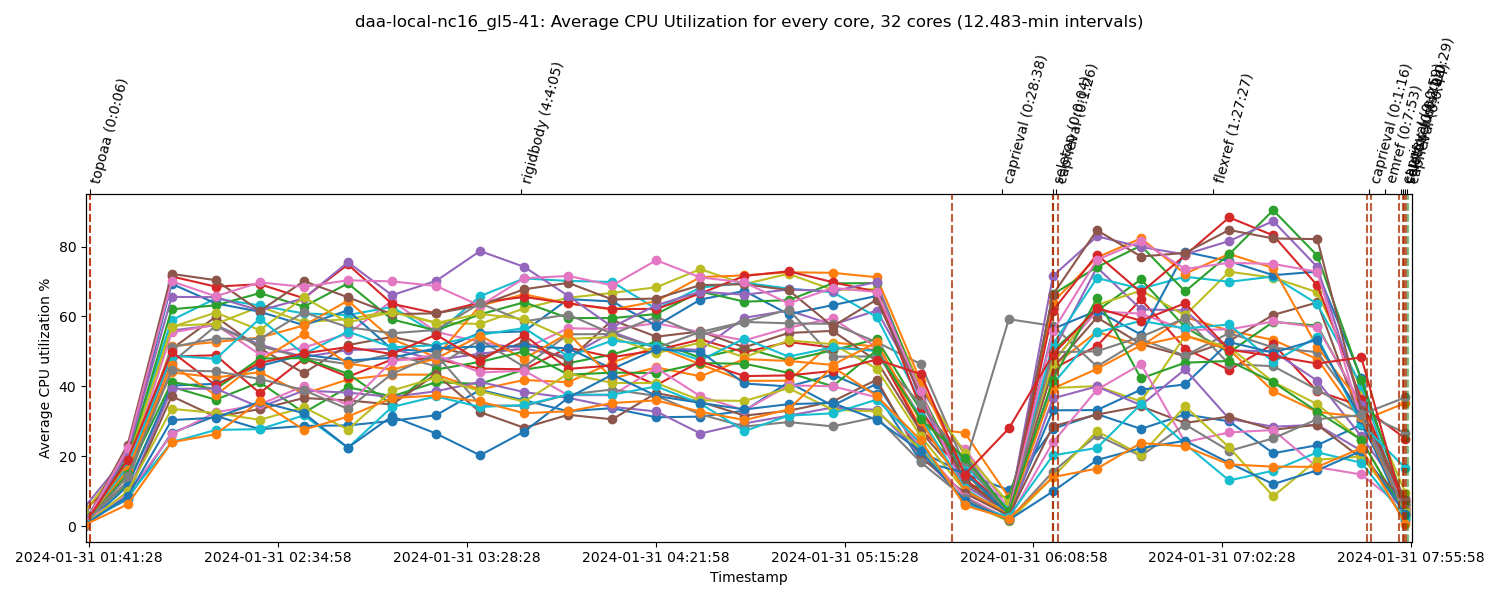 daa-local-nc16_gl5-41: Average CPU Utilization for every core, 32 cores (12.483-min intervals)
topoaa (0:0:06)
rigidbody (4:4:05)
caprieval (0:28:38)
caprieval (0:1:26)
flexref (1:27:27)
caprieval (0:1:16)
emref (0:7:53)
Average CPU utilization %
80
60
40
20
0
2024-01-31 01:41:28
2024-01-31 02:34:58
2024-01-31 03:28:28
2024-01-31 04:21:58
2024-01-31 05:15:28
2024-01-31 06:08:58
2024-01-31 07:02:28
2024-01-31 07:55:58
Timestamp